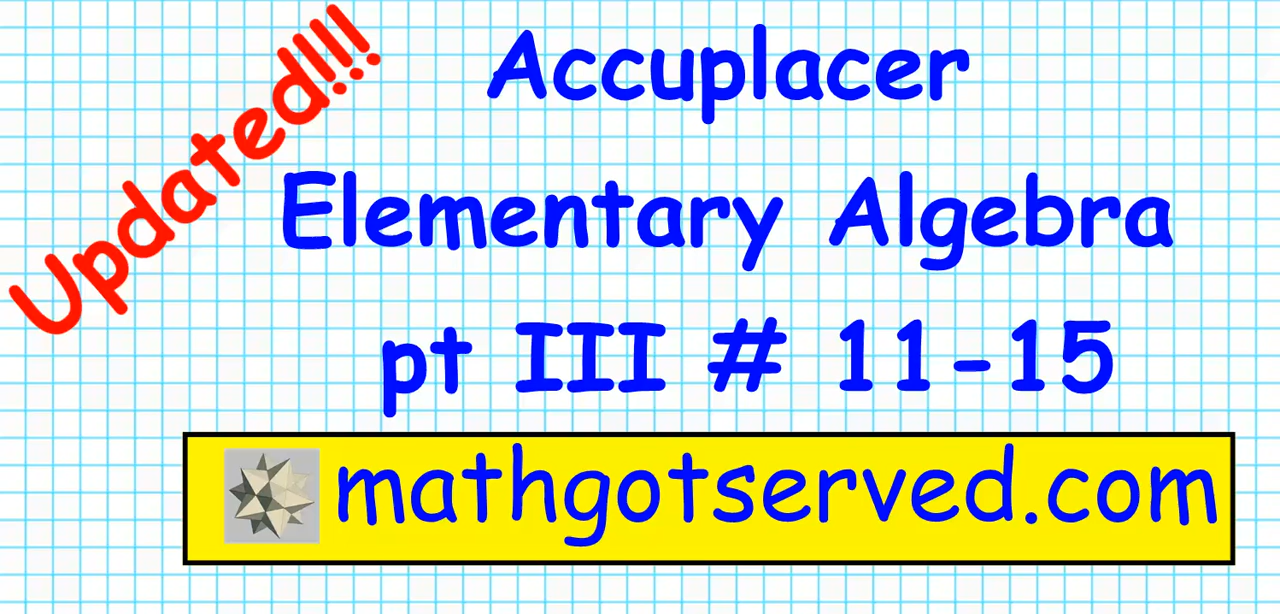 Updated!!!
Accuplacer
Elementary Algebra
pt III # 11-15
mathgotserved.com